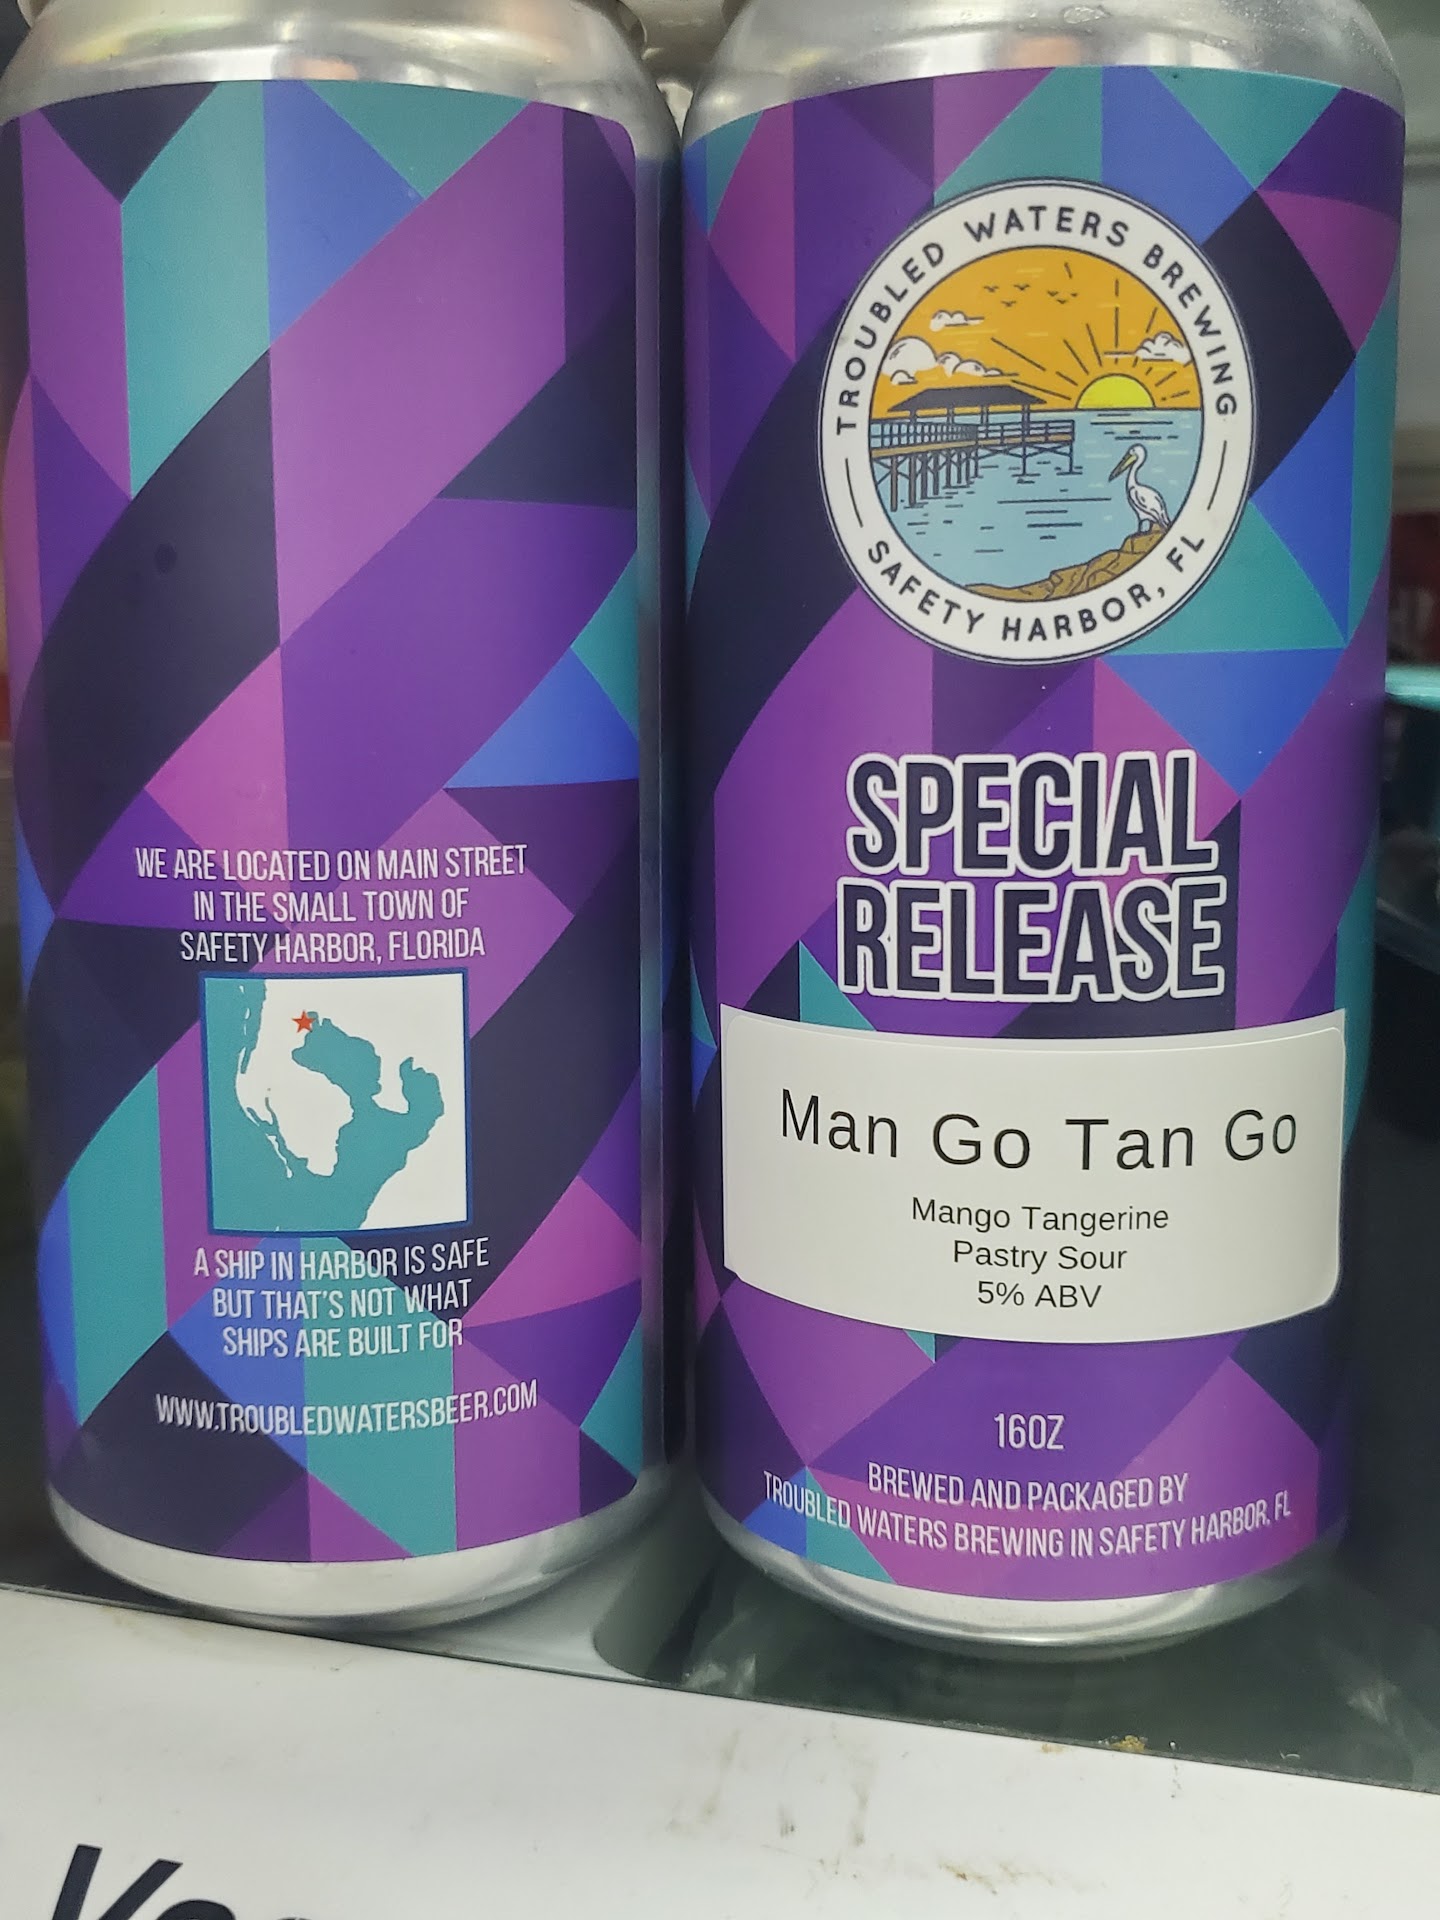 WE ARE LOCATED ON MAIN STREET
IN THE SMALL TOWN OF
SAFETY HARBOR, FLORIDA
A SHIP IN HARBOR IS SAFE
BUT THAT'S NOT WHAT
SHIPS ARE BUILT FOR
WWW.TROUBLEDWATERSBEER.COM
TROUBLED WATERS BREWING
SAFETY HARBOR, FL
SPECIAL
RELEASE
Man Go Tan Go
Mango Tangerine
Pastry Sour
5% ABV
16OZ
BREWED AND PACKAGED BY
TROUBLED WATERS BREWING IN SAFETY HARBOR, FL